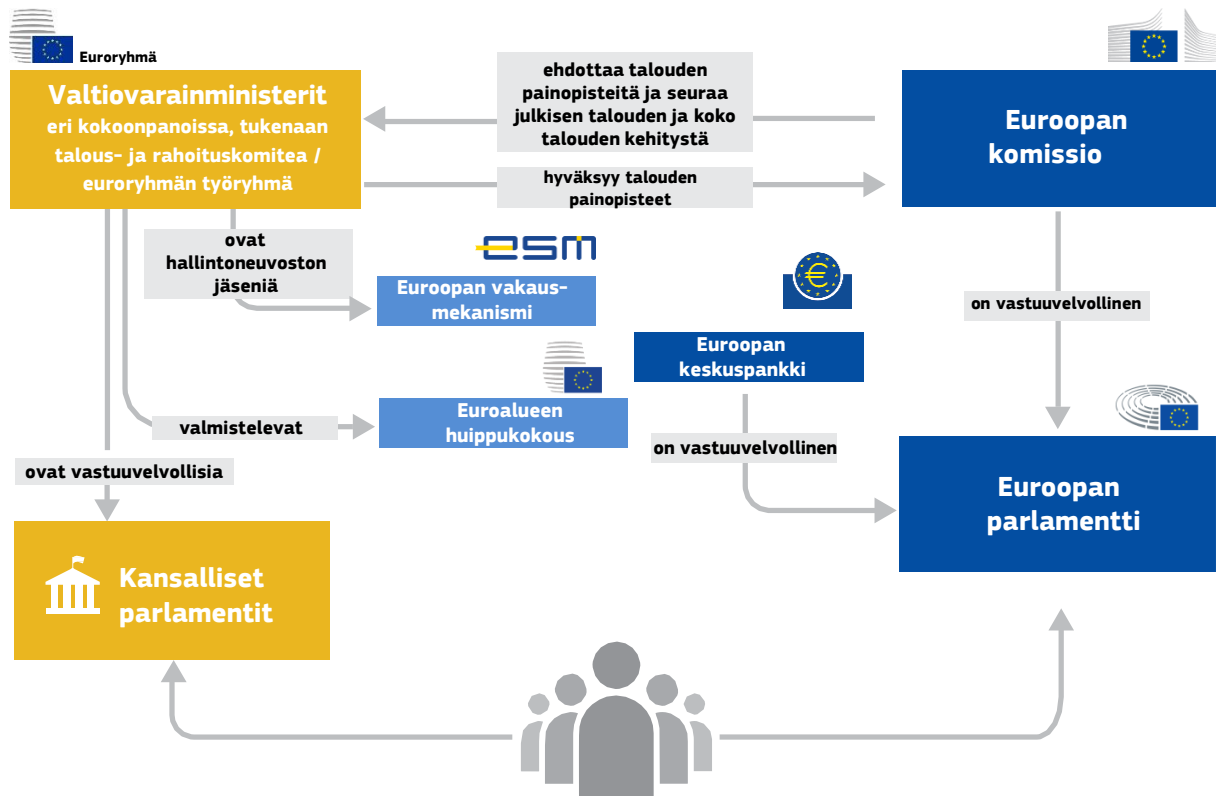 Euroryhmä
Valtiovarainministerit
eri kokoonpanoissa, tukenaan
talous- ja rahoituskomitea /
euroryhmän työryhmä
ehdottaa talouden
painopisteitä ja seuraa
julkisen talouden ja koko
talouden kehitystä
hyväksyy talouden
painopisteet
Euroopan
komissio
ovat
hallintoneuvoston
jäseniä
esm
Euroopan vakaus-
mekanismi
€
Euroopan
keskuspankki
on vastuuvelvollinen
valmistelevat
Euroalueen
huippukokous
on vastuuvelvollinen
ovat vastuuvelvollisia
Euroopan
parlamentti
Kansalliset
parlamentit